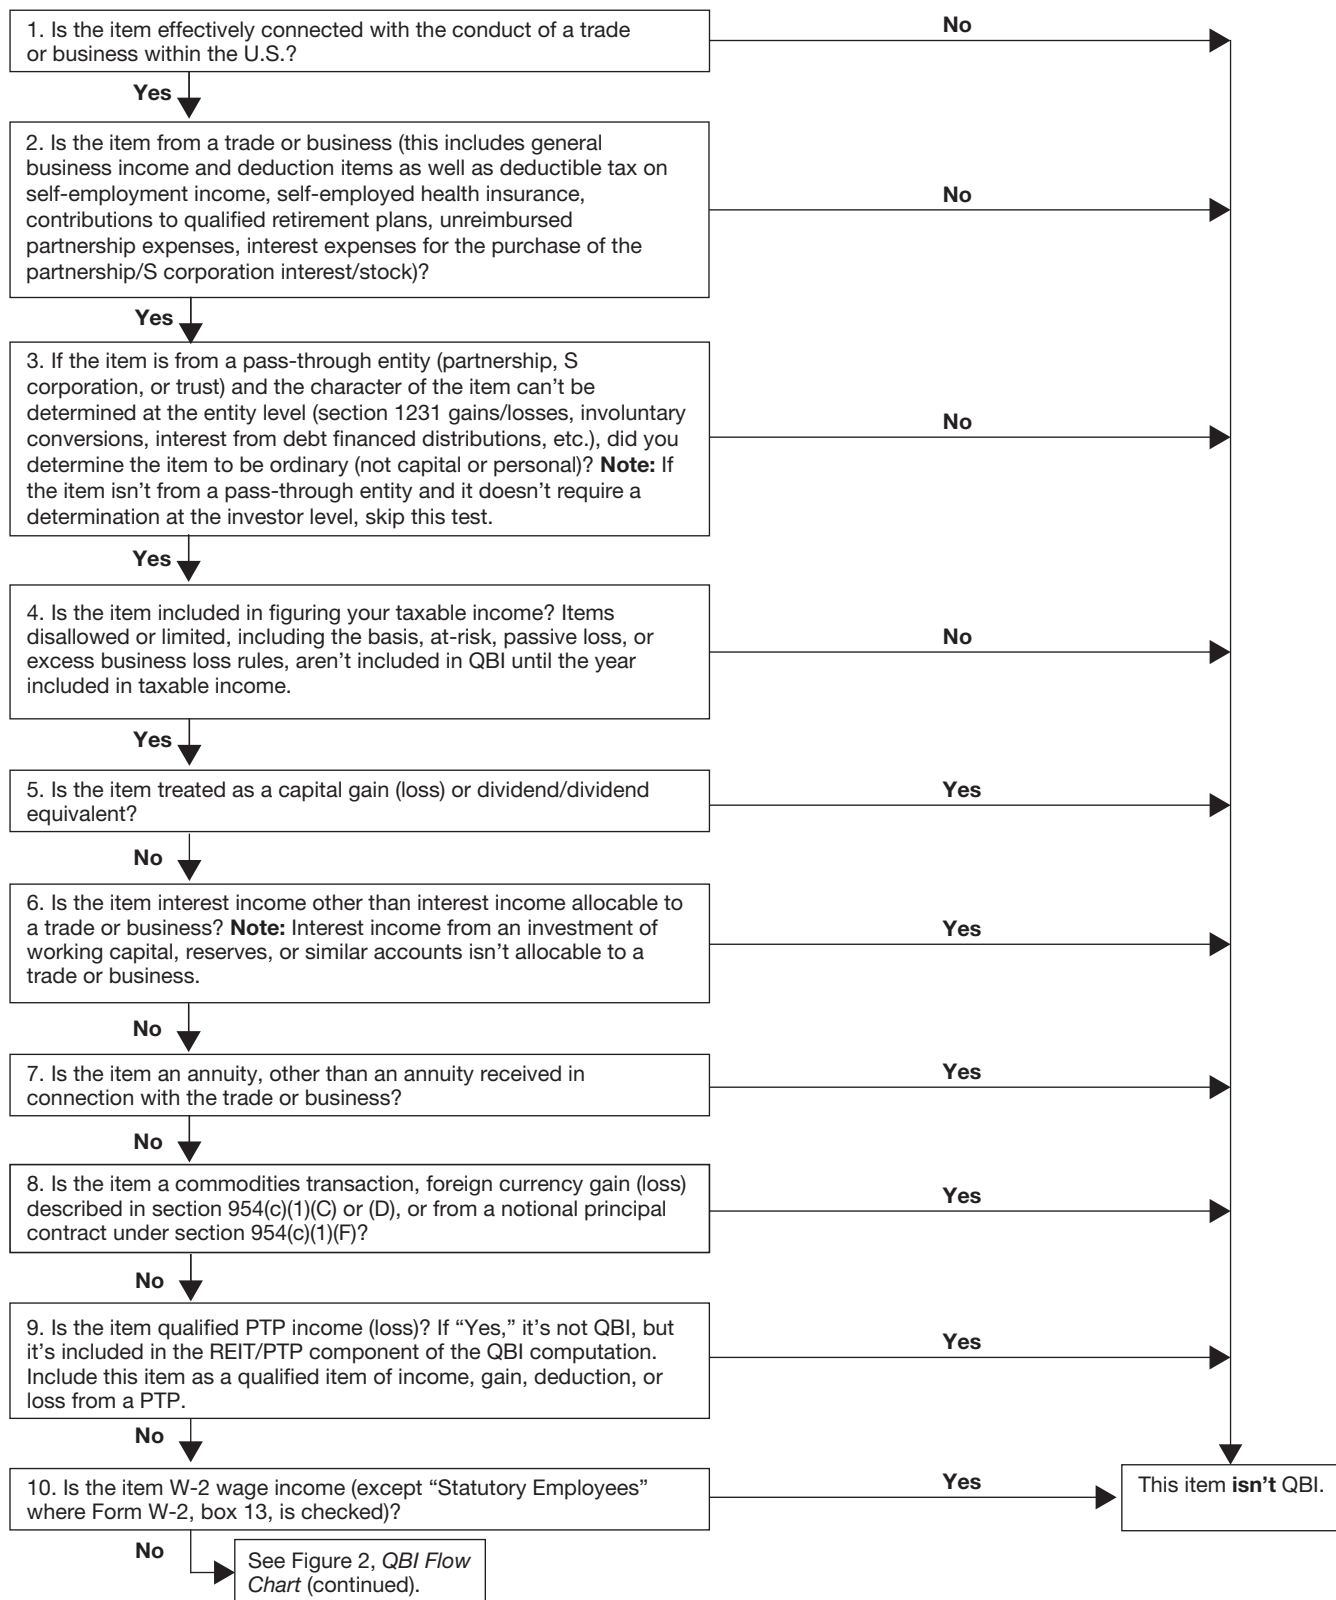 1. Is the item effectively connected with the conduct of a trade
or business within the U.S.?
No
Yes
2. Is the item from a trade or business (this includes general
business income and deduction items as well as deductible tax on
self-employment income, self-employed health insurance,
contributions to qualified retirement plans, unreimbursed
partnership expenses, interest expenses for the purchase of the
partnership/S corporation interest/stock)?
No
Yes
3. If the item is from a pass-through entity (partnership, S
corporation, or trust) and the character of the item can't be
determined at the entity level (section 1231 gains/losses, involuntary
conversions, interest from debt financed distributions, etc.), did you
determine the item to be ordinary (not capital or personal)? Note: If
the item isn't from a pass-through entity and it doesn't require a
determination at the investor level, skip this test.
No
Yes
4. Is the item included in figuring your taxable income? Items
disallowed or limited, including the basis, at-risk, passive loss, or
excess business loss rules, aren't included in QBI until the year
included in taxable income.
No
Yes
5. Is the item treated as a capital gain (loss) or dividend/dividend
equivalent?
Yes
No
6. Is the item interest income other than interest income allocable to
a trade or business? Note: Interest income from an investment of
working capital, reserves, or similar accounts isn't allocable to a
trade or business.
Yes
No
7. Is the item an annuity, other than an annuity received in
connection with the trade or business?
Yes
No
8. Is the item a commodities transaction, foreign currency gain (loss)
described in section 954(c)(1)(C) or (D), or from a notional principal
contract under section 954(c)(1)(F)?
Yes
No
9. Is the item qualified PTP income (loss)? If “Yes,” it's not QBI, but
it's included in the REIT/PTP component of the QBI computation.
Include this item as a qualified item of income, gain, deduction, or
loss from a PTP.
Yes
No
10. Is the item W-2 wage income (except “Statutory Employees”
where Form W-2, box 13, is checked)?
Yes
This item isn't QBI.
No
See Figure 2, QBI Flow
Chart (continued).